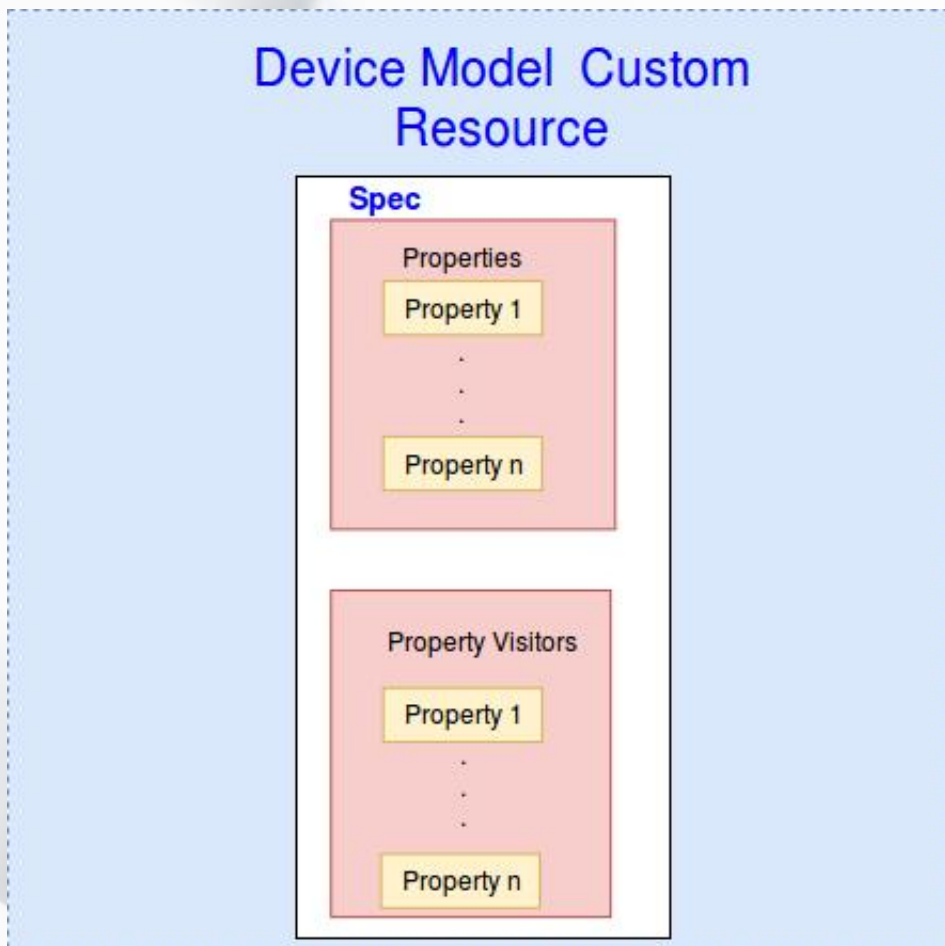 Device Model Custom
Resource
Spec
Properties
Property 1
.
.
.
Property n
Property Visitors
Property 1
.
.
.
Property n